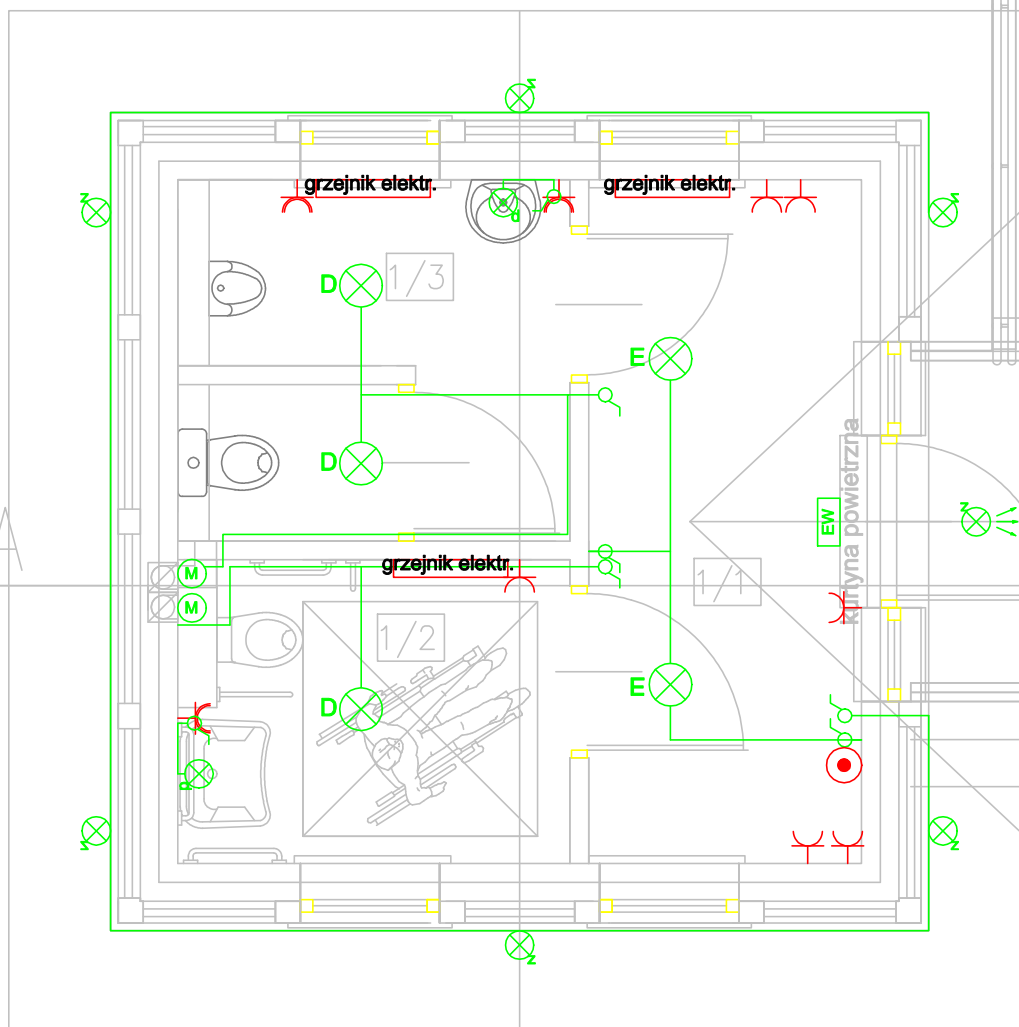 z
z
z
grzejnik elektr.
grzejnik elektr.
R
1/3
D
E
kurtyna powietrzna
D
EW
z
grzejnik elektr.
M
M
1/1
1/2
D
E
R
z
z
z